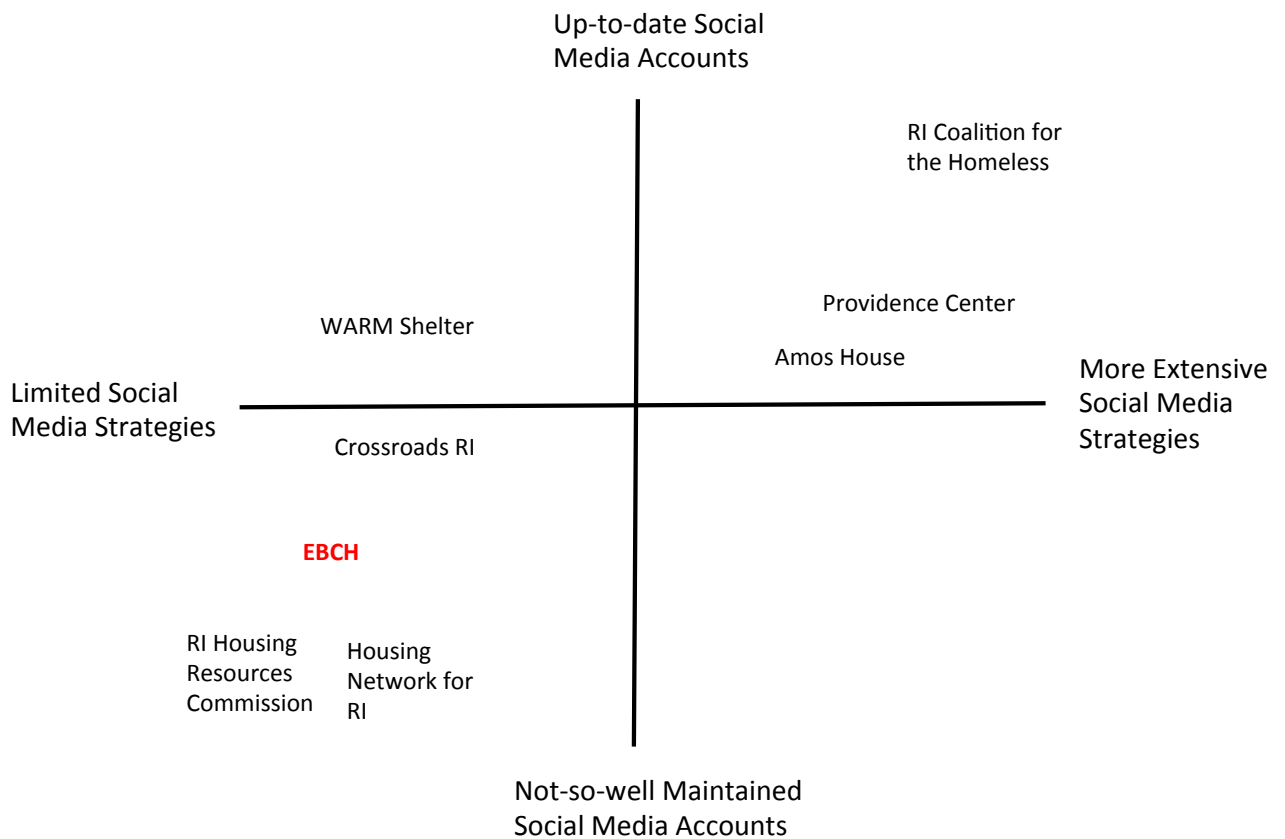 Up-to-date Social
Media Accounts
RI Coalition for
the Homeless
Providence Center
WARM Shelter
Amos House
Limited Social
Media Strategies
More Extensive
Social Media
Strategies
Crossroads RI
EBCH
RI Housing
Resources
Commission
Housing
Network for
RI
Not-so-well Maintained
Social Media Accounts